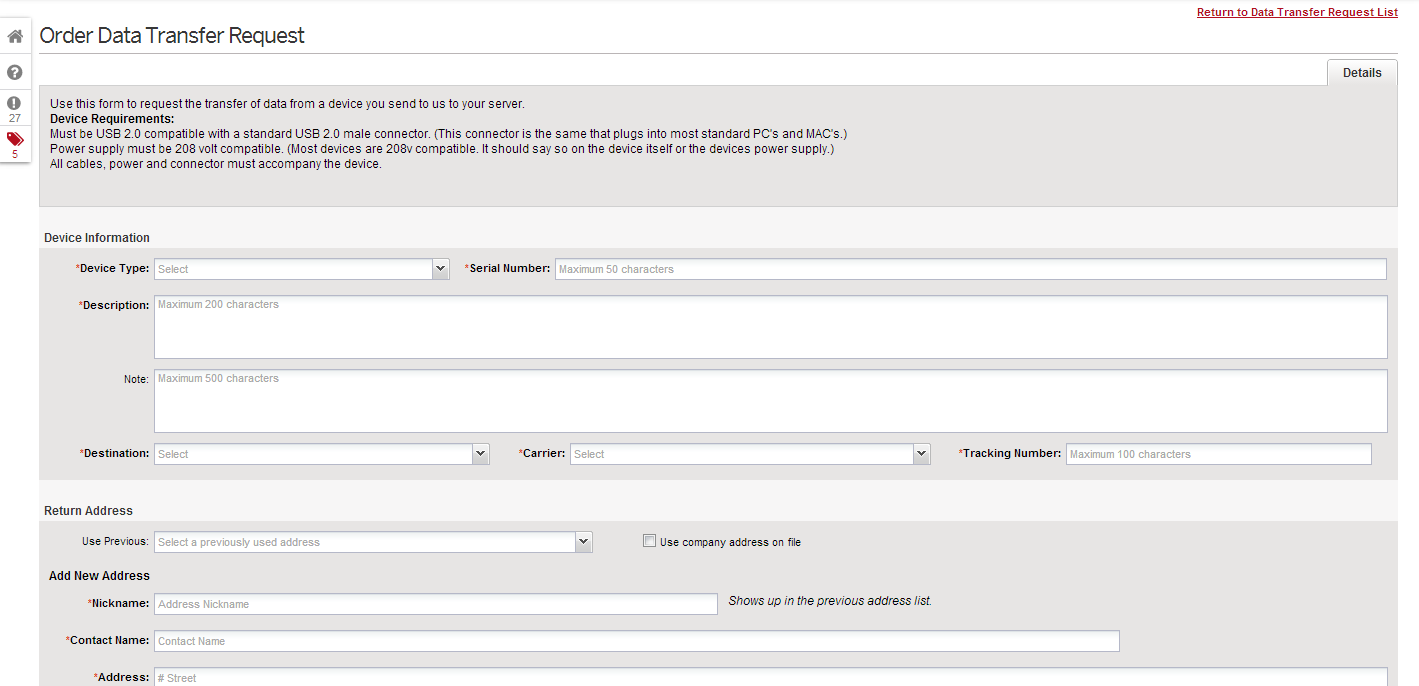 Return to Data Transfer Request List
Order Data Transfer Request
27
5
Details
Use this form to request the transfer of data from a device you send to us to your server.
Device Requirements:
Must be USB 2.0 compatible with a standard USB 2.0 male connector. (This connector is the same that plugs into most standard PC's and MAC's.)
Power supply must be 208 volt compatible. (Most devices are 208v compatible. It should say so on the device itself or the devices power supply.)
All cables, power and connector must accompany the device.
Device Information
*Device Type: Select *Serial Number: Maximum 50 characters
*Description: Maximum 200 characters
Note: Maximum 500 characters
*Destination: Select *Carrier: Select *Tracking Number: Maximum 100 characters
Return Address
Use Previous: Select a previously used address Use company address on file
Add New Address
*Nickname: Address Nickname Shows up in the previous address list.
*Contact Name: Contact Name
*Address: # Street